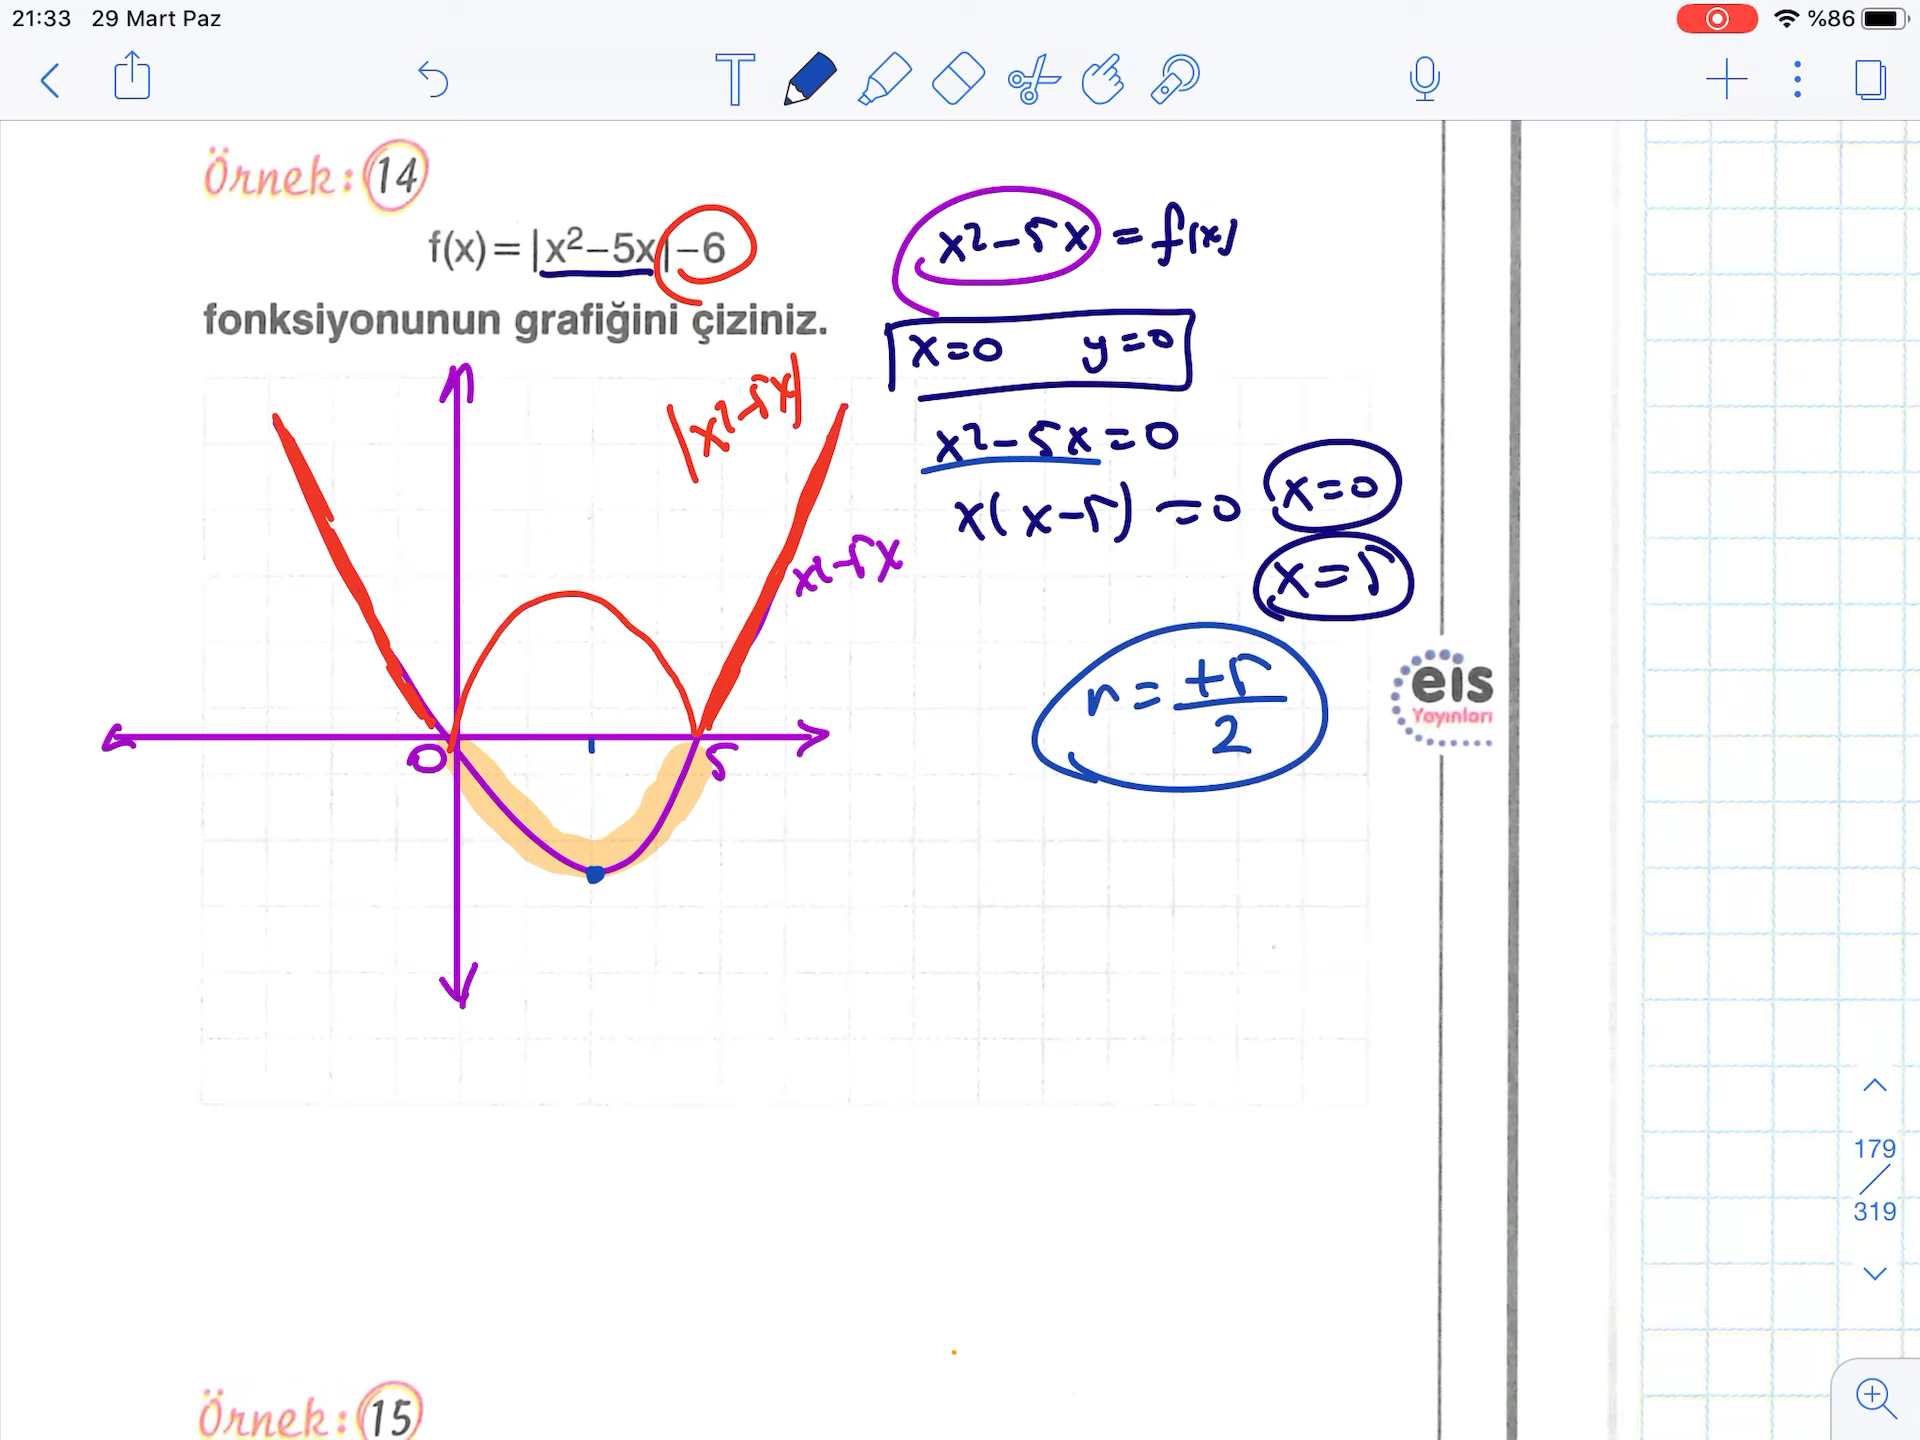 21:33 29 Mart Paz %86
Örnek: 14
f(x) = |x²-5x|-6
fonksiyonunun grafiğini çiziniz.
x²-5x = f(x)
x=0 y=0
x²-5x=0
x(x-5)=0 x=0
x=5
r = +5/2
|x²-5x|
x²-5x
0 5
eis
Yayınları
179
319
Örnek: 15